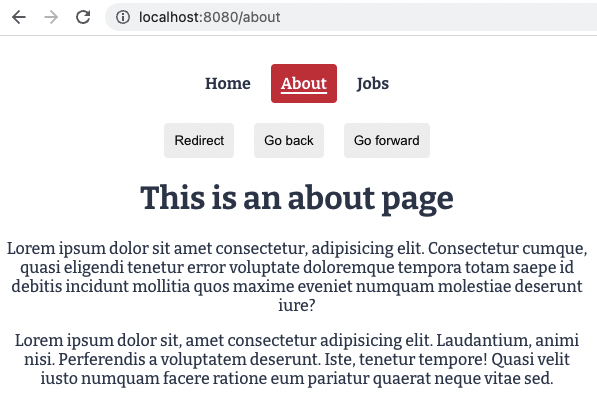 localhost:8080/about
Home About Jobs
Redirect Go back Go forward
This is an about page
Lorem ipsum dolor sit amet consectetur, adipisicing elit. Consectetur cumque,
quasi eligendi tenetur error voluptate doloremque tempora totam saepe id
debitis incidunt mollitia quos maxime eveniet numquam molestiae deserunt
iure?
Lorem ipsum dolor sit, amet consectetur adipisicing elit. Laudantium, animi
nisi. Perferendis a voluptatem deserunt. Iste, tenetur tempore! Quasi velit
iusto numquam facere ratione eum pariatur quaerat neque vitae sed.